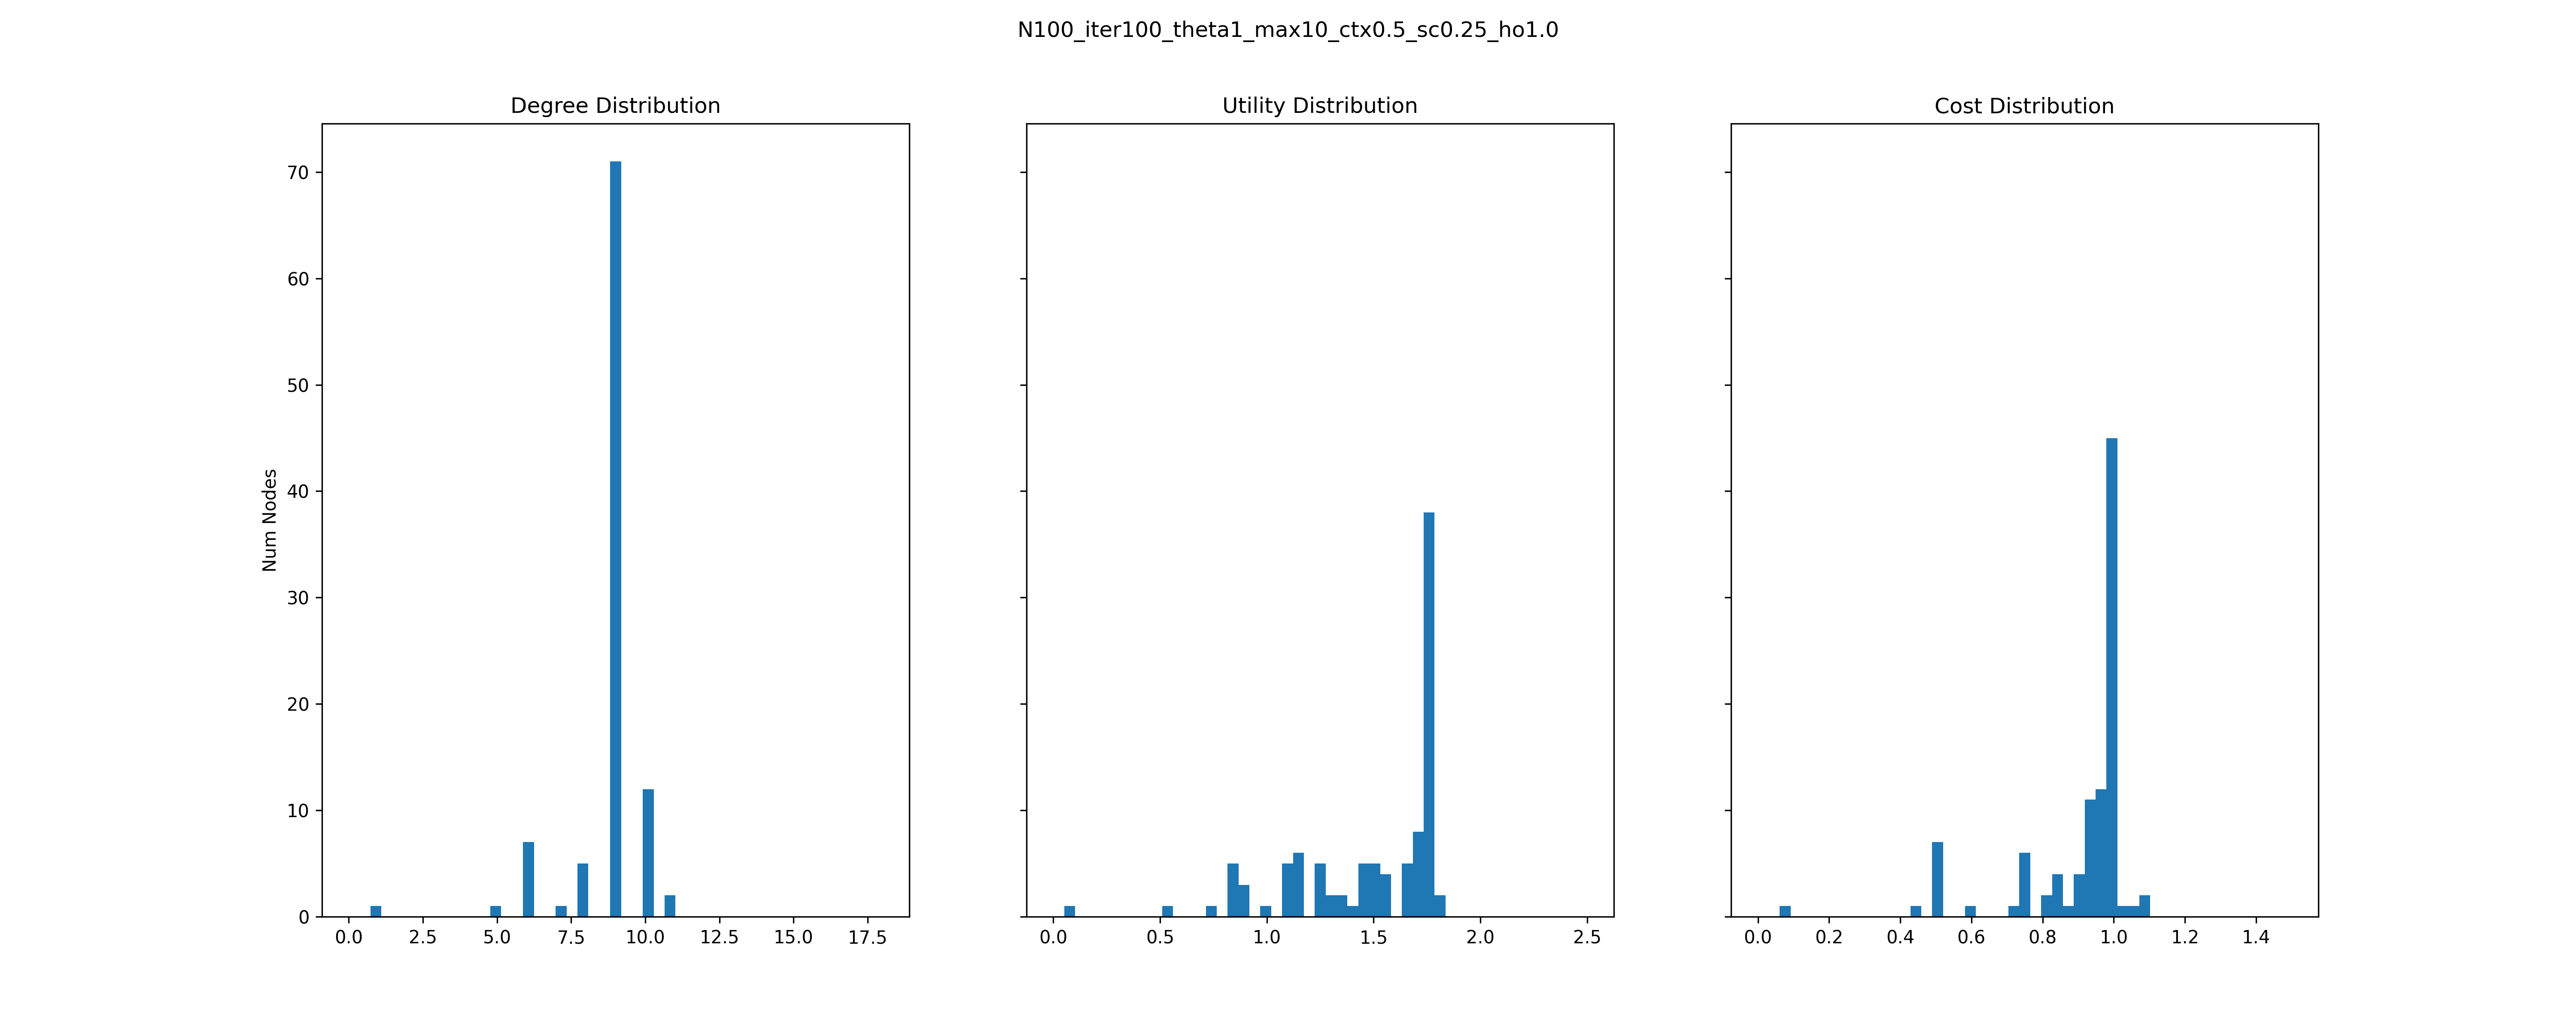 N100_iter100_theta1_max10_ctx0.5_sc0.25_ho1.0
Degree Distribution
Num Nodes
70
60
50
40
30
20
10
0
0.0 2.5 5.0 7.5 10.0 12.5 15.0 17.5
Utility Distribution
0.0 0.5 1.0 1.5 2.0 2.5
Cost Distribution
0.0 0.2 0.4 0.6 0.8 1.0 1.2 1.4